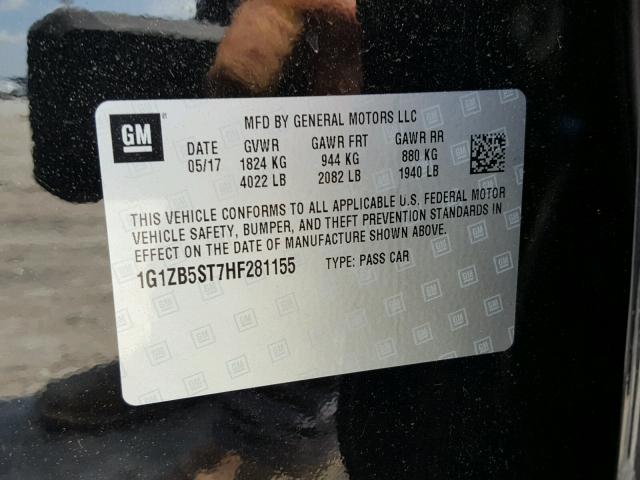 GM
MFD BY GENERAL MOTORS LLC
DATE GVWR GAWR FRT GAWR RR
05/17 1824 KG 944 KG 880 KG
4022 LB 2082 LB 1940 LB
THIS VEHICLE CONFORMS TO ALL APPLICABLE U.S. FEDERAL MOTOR
VEHICLE SAFETY, BUMPER, AND THEFT PREVENTION STANDARDS IN
EFFECT ON THE DATE OF MANUFACTURE SHOWN ABOVE.
1G1ZB5ST7HF281155 TYPE: PASS CAR